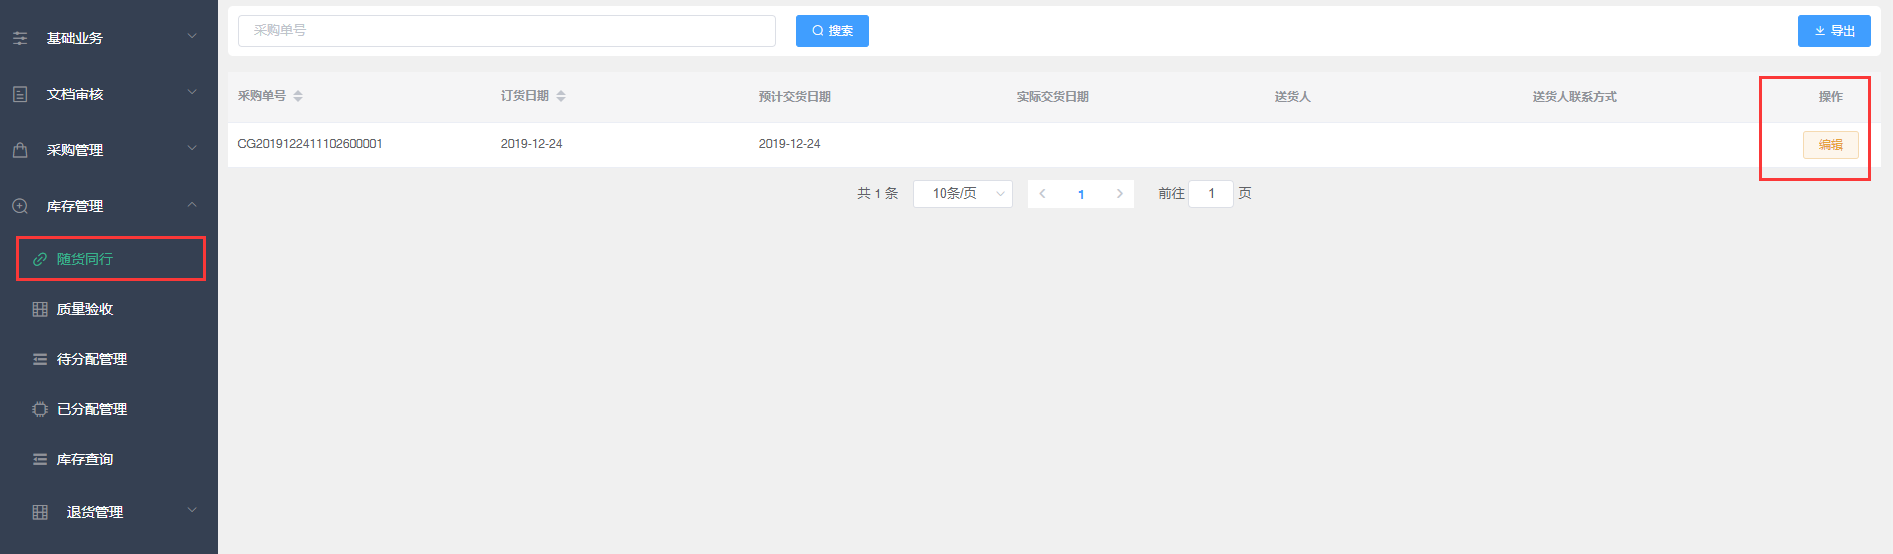 基础业务
文档审核
采购管理
库存管理
随货同行
质量验收
待分配管理
已分配管理
库存查询
退货管理
采购单号 搜索 导出
采购单号 订货日期 预计交货日期 实际交货日期 送货人 送货人联系方式 操作
CG2019122411102600001 2019-12-24 2019-12-24 编辑
共 1 条 10条/页 1 前往 1 页